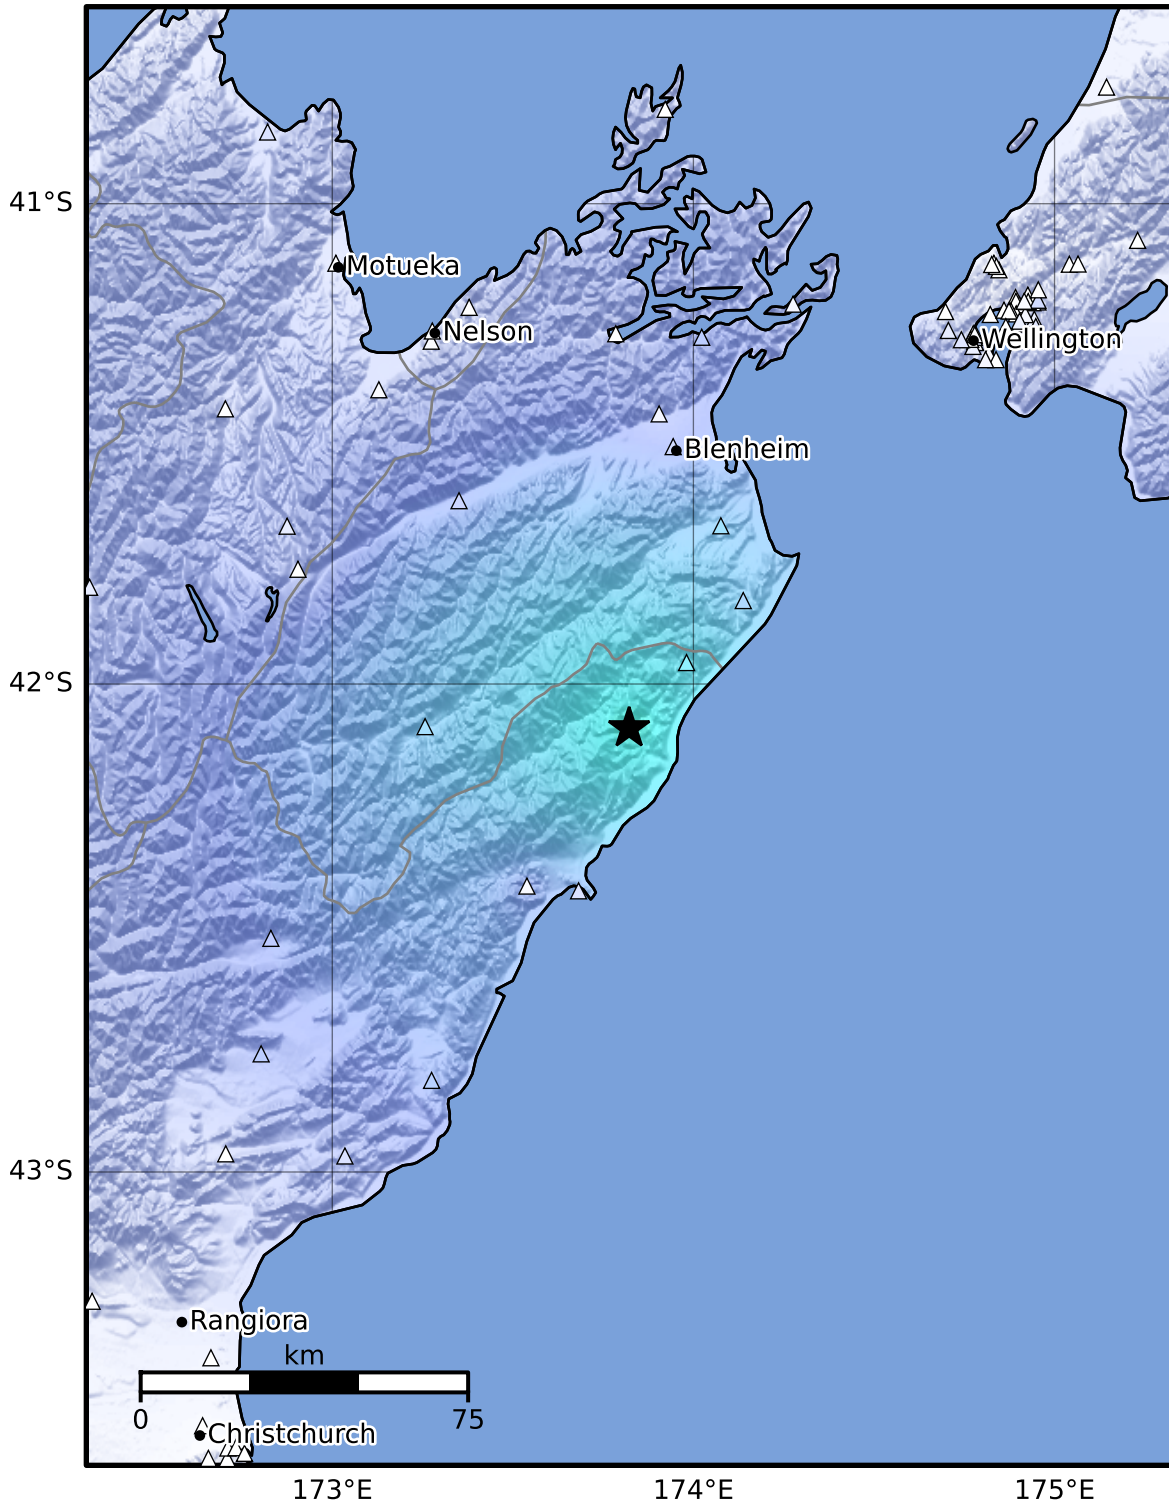 41°S
Motueka
Nelson
Wellington
Blenheim
42°S
43°S
Rangiora
km
0
75
Christchurch
173°E
174°E
175°E